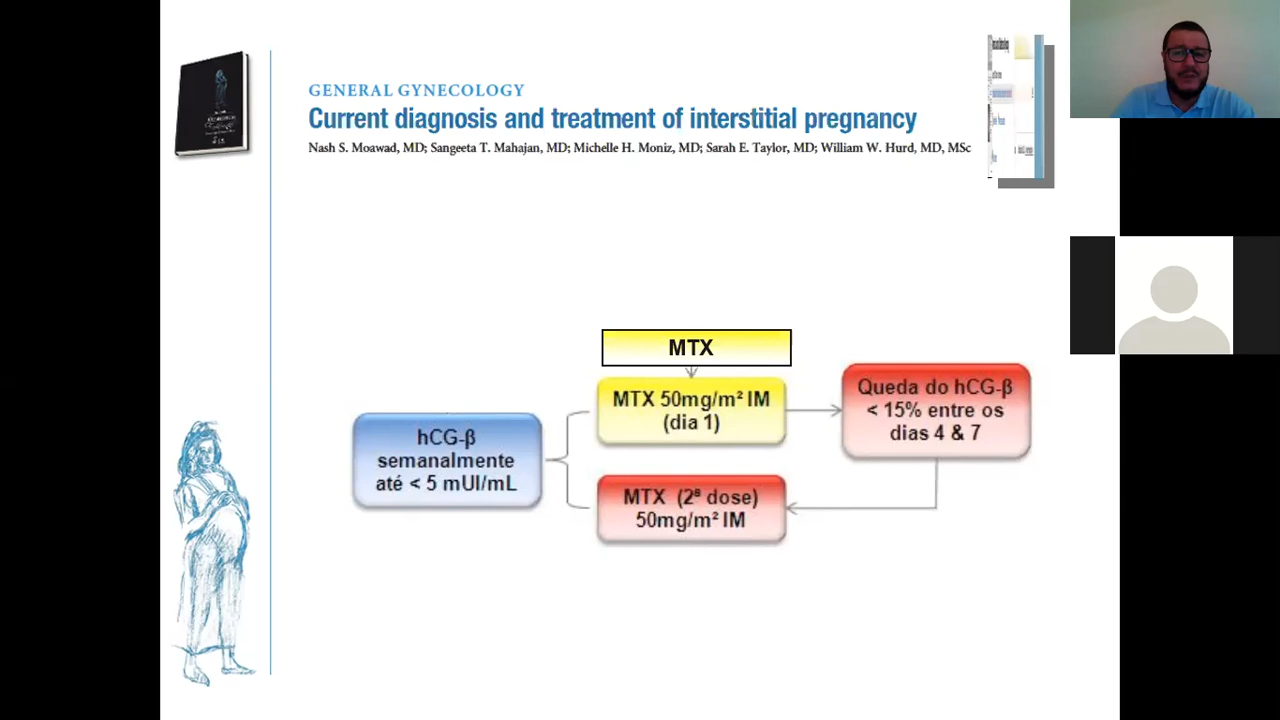 GENERAL GYNECOLOGY
Current diagnosis and treatment of interstitial pregnancy
Nash S. Moawad, MD; Sangeeta T. Mahajan, MD; Michelle H. Moniz, MD; Sarah E. Taylor, MD; William W. Hurd, MD, MSc
MTX
MTX 50mg/m² IM
(dia 1)
Queda do hCG-β
< 15% entre os
dias 4 & 7
hCG-β
semanalmente
até < 5 mUI/mL
MTX (2ª dose)
50mg/m² IM